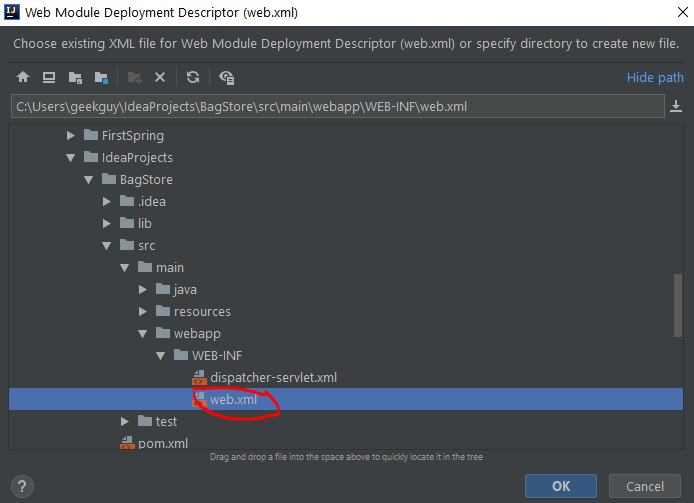 Web Module Deployment Descriptor (web.xml)
Choose existing XML file for Web Module Deployment Descriptor (web.xml) or specify directory to create new file.
Hide path
C:\Users\geekguy\IdeaProjects\BagStore\src\main\webapp\WEB-INF\web.xml
FirstSpring
IdeaProjects
BagStore
.idea
lib
src
main
java
resources
webapp
WEB-INF
dispatcher-servlet.xml
web.xml
test
pom.xml
Drag and drop a file into the space above to quickly locate it in the tree
? OK Cancel